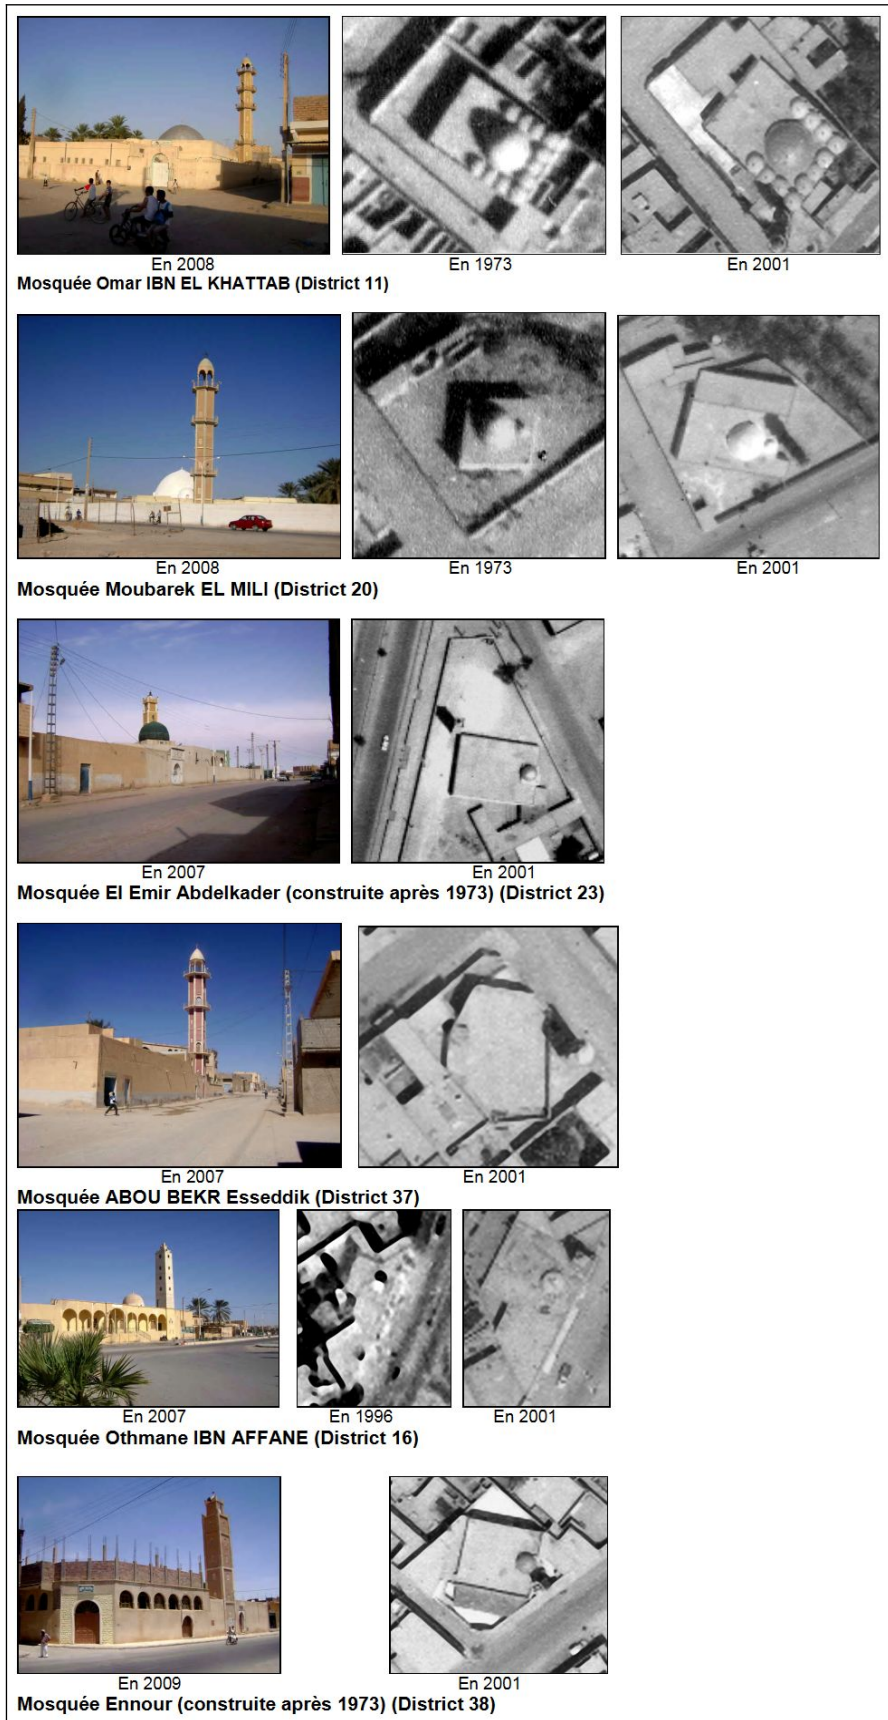 En 2008 En 1973 En 2001
Mosquée Omar IBN EL KHATTAB (District 11)
En 2008 En 1973 En 2001
Mosquée Moubarek EL MILI (District 20)
En 2007 En 2001
Mosquée El Emir Abdelkader (construite après 1973) (District 23)
En 2007 En 2001
Mosquée ABOU BEKR Esseddik (District 37)
En 2007 En 1996 En 2001
Mosquée Othmane IBN AFFANE (District 16)
En 2009 En 2001
Mosquée Ennour (construite après 1973) (District 38)